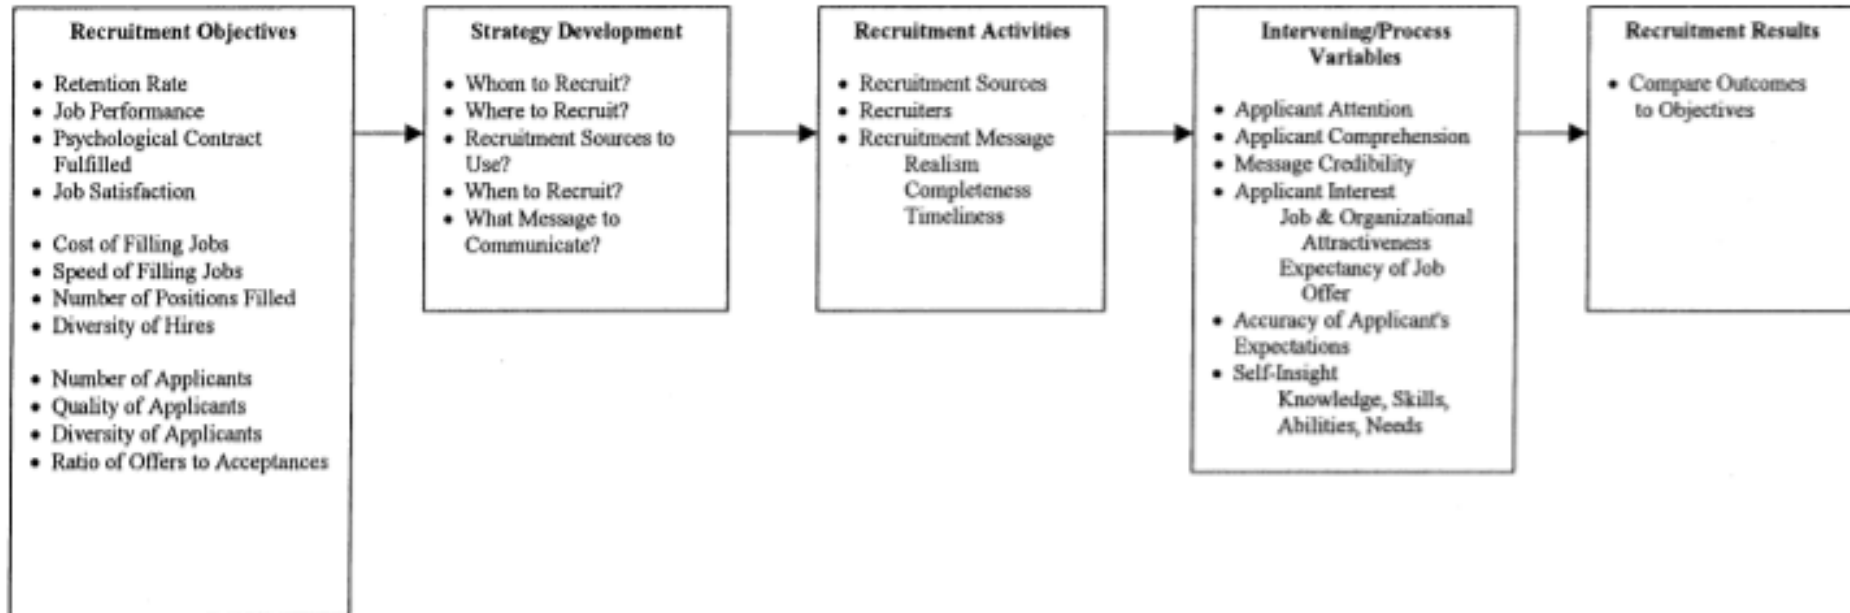 Recruitment Objectives
• Retention Rate
• Job Performance
• Psychological Contract
Fulfilled
• Job Satisfaction
• Cost of Filling Jobs
• Speed of Filling Jobs
• Number of Positions Filled
• Diversity of Hires
• Number of Applicants
• Quality of Applicants
• Diversity of Applicants
• Ratio of Offers to Acceptances
Strategy Development
• Whom to Recruit?
• Where to Recruit?
• Recruitment Sources to
Use?
• When to Recruit?
• What Message to
Communicate?
Recruitment Activities
• Recruitment Sources
• Recruiters
• Recruitment Message
Realism
Completeness
Timeliness
Intervening/Process
Variables
• Applicant Attention
• Applicant Comprehension
• Message Credibility
• Applicant Interest
Job & Organizational
Attractiveness
Expectancy of Job
Offer
• Accuracy of Applicant's
Expectations
• Self-Insight
Knowledge, Skills,
Abilities, Needs
Recruitment Results
• Compare Outcomes
to Objectives